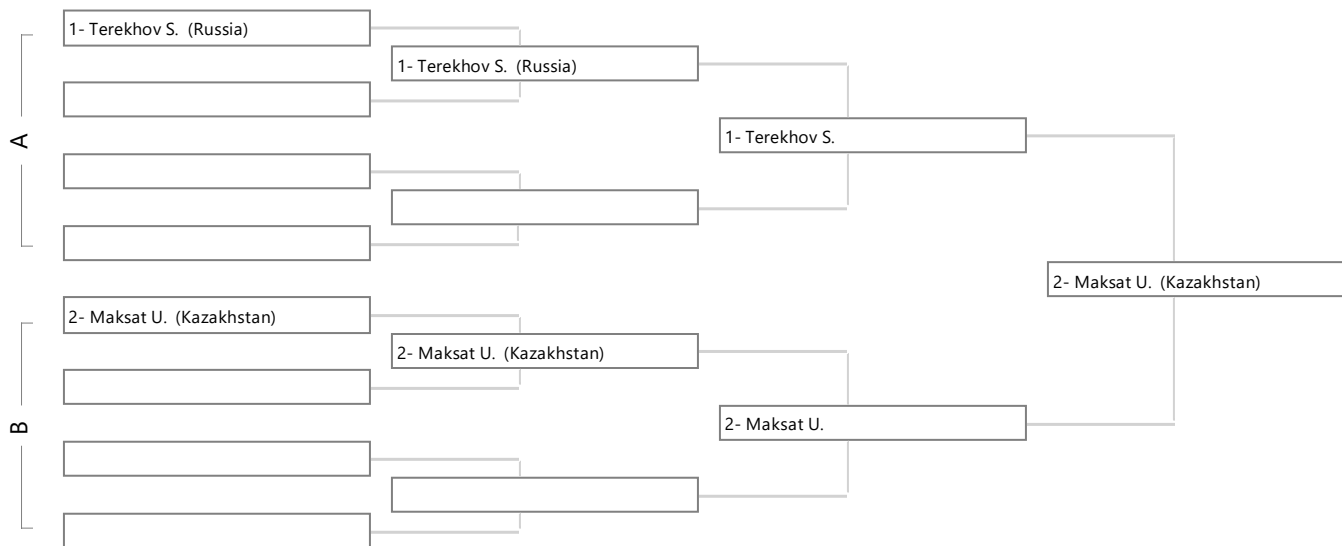 1- Terekhov S. (Russia)
1- Terekhov S. (Russia)
A
1- Terekhov S.
2- Maksat U. (Kazakhstan)
2- Maksat U. (Kazakhstan)
2- Maksat U. (Kazakhstan)
B
2- Maksat U.